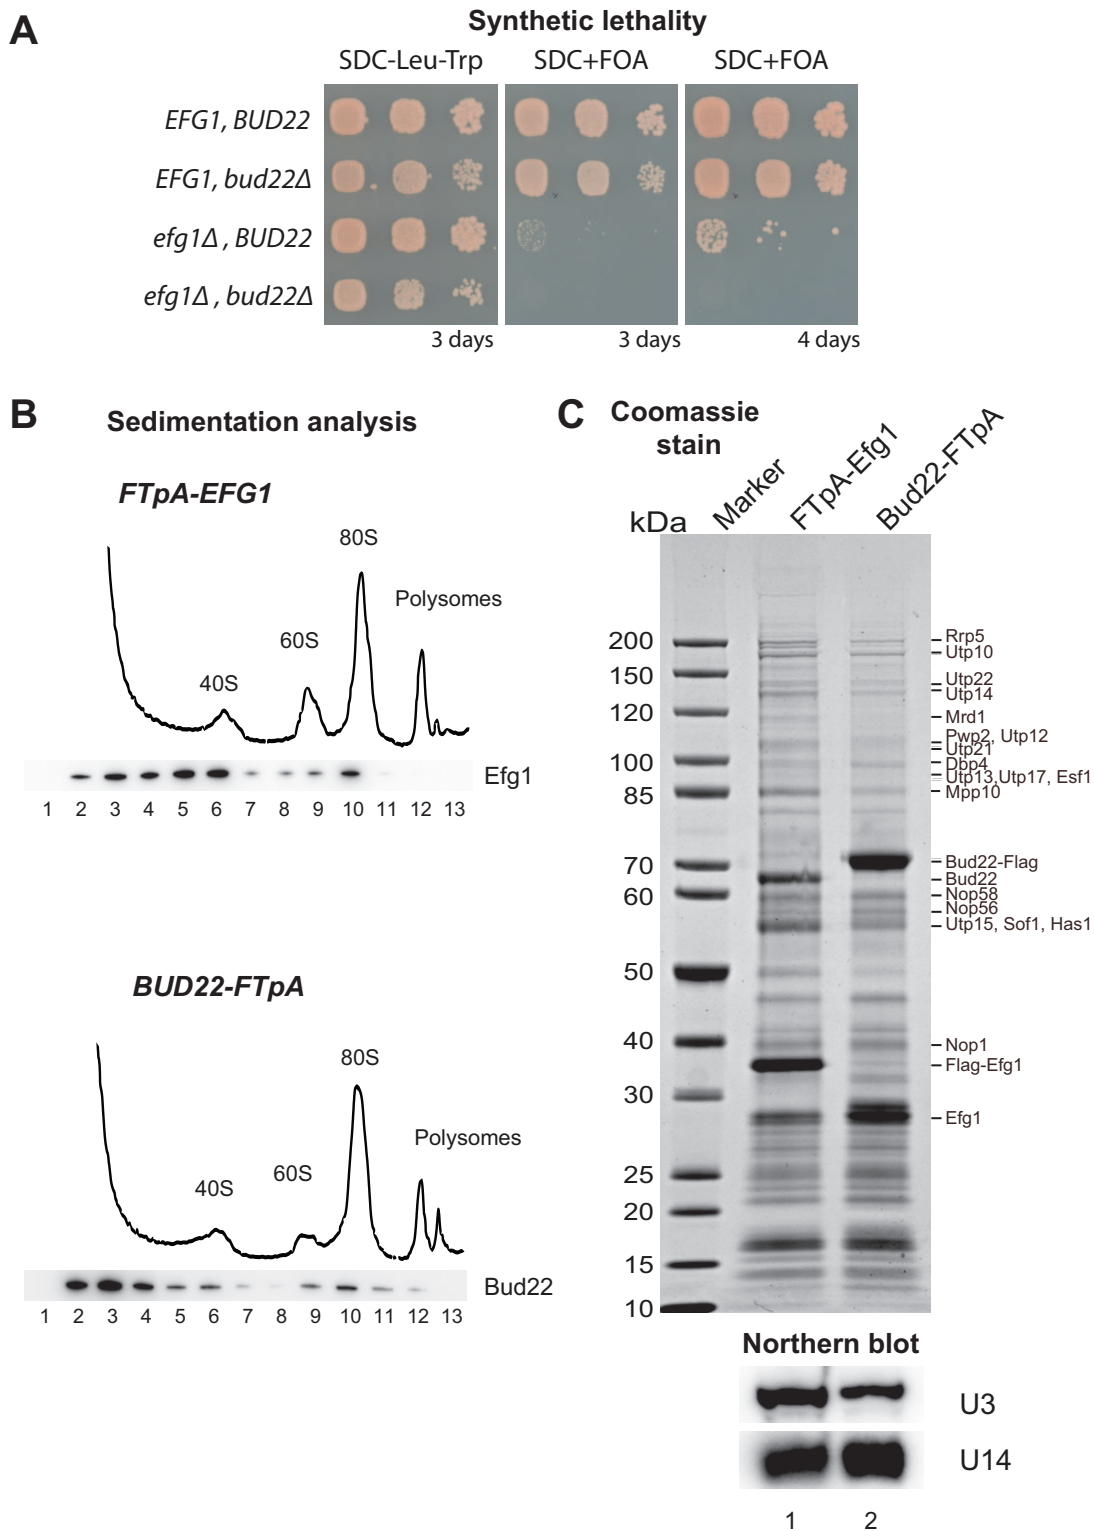 A
Synthetic lethality
SDC-Leu-Trp SDC+FOA SDC+FOA
EFG1, BUD22
EFG1, bud22Δ
efg1Δ, BUD22
efg1Δ, bud22Δ
3 days 3 days 4 days
B
Sedimentation analysis
FTpA-EFG1
80S
Polysomes
60S
40S
Efg1
1 2 3 4 5 6 7 8 9 10 11 12 13
BUD22-FTpA
80S
Polysomes
60S
40S
Bud22
1 2 3 4 5 6 7 8 9 10 11 12 13
C
Coomassie
stain
kDa
Marker
FTpA-Efg1
Bud22-FTpA
200
150
120
100
85
70
60
50
40
30
25
20
15
10
Rrp5
Utp10
Utp22
Utp14
Mrd1
Pwp2, Utp12
Utp21
Dbp4
Utp13,Utp17, Esf1
Mpp10
Bud22-Flag
Bud22
Nop58
Nop56
Utp15, Sof1, Has1
Nop1
Flag-Efg1
Efg1
Northern blot
U3
U14
1 2